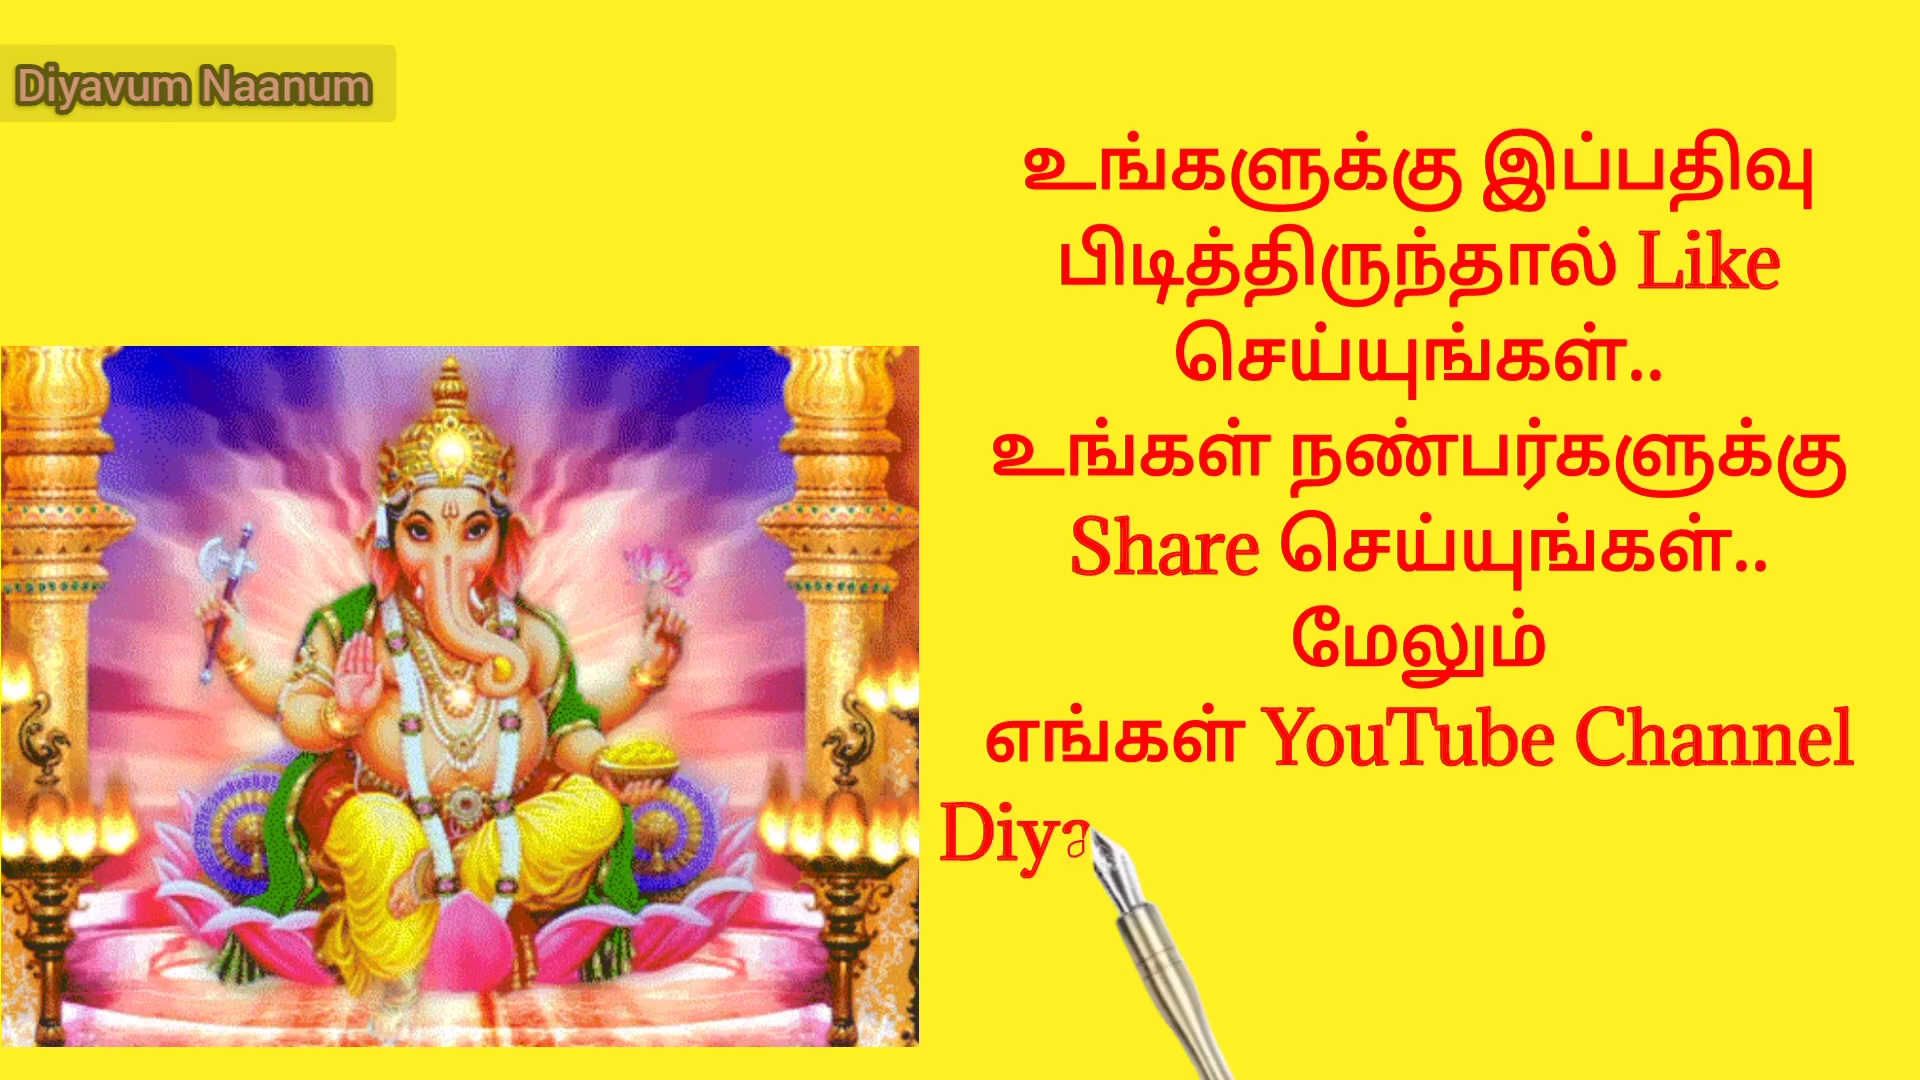 Diyavum Naanum
உங்களுக்கு இப்பதிவு
பிடித்திருந்தால் Like
செய்யுங்கள்..
உங்கள் நண்பர்களுக்கு
Share செய்யுங்கள்..
மேலும்
எங்கள் YouTube Channel
Diya